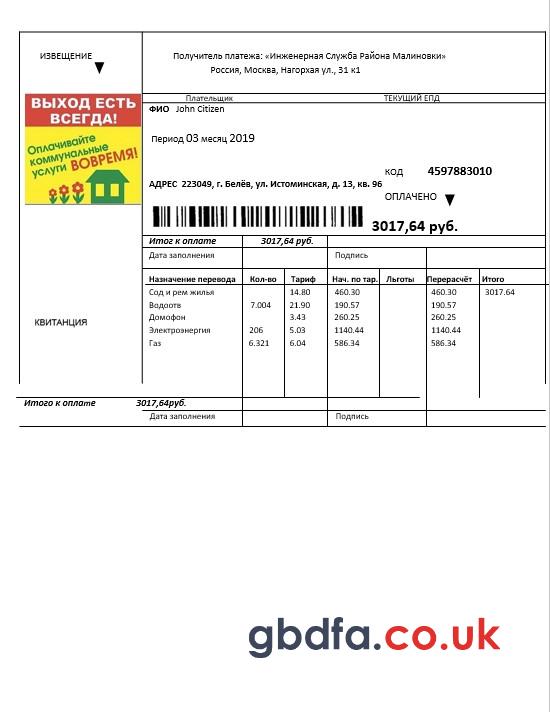 ИЗВЕЩЕНИЕ
Получитель платежа: «Инженерная Служба Района Малиновки»
Россия, Москва, Нагорхая ул., 31 к1
Плательщик ТЕКУЩИЙ ЕПД
ВЫХОД ЕСТЬ
ВСЕГДА!
Оплачивайте
коммунальные
услуги ВОВРЕМЯ!
ФИО John Citizen
Период 03 месяц 2019
КОД 4597883010
АДРЕС 223049, г. Белёв, ул. Истоминская, д. 13, кв. 96
ОПЛАЧЕНО
3017,64 руб.
Итог к оплате 3017,64 руб.
Дата заполнения Подпись
Назначение перевода Кол-во Тариф Нач. по тар. Льготы Перерасчёт Итого
Сод и рем жилья 14.80 460.30 460.30 3017.64
Водоотв 7.004 21.90 190.57 190.57
Домофон 3.43 260.25 260.25
Электроэнергия 206 5.03 1140.44 1140.44
Газ 6.321 6.04 586.34 586.34
КВИТАНЦИЯ
Итого к оплате 3017,64руб.
Дата заполнения Подпись
gbdfa.co.uk